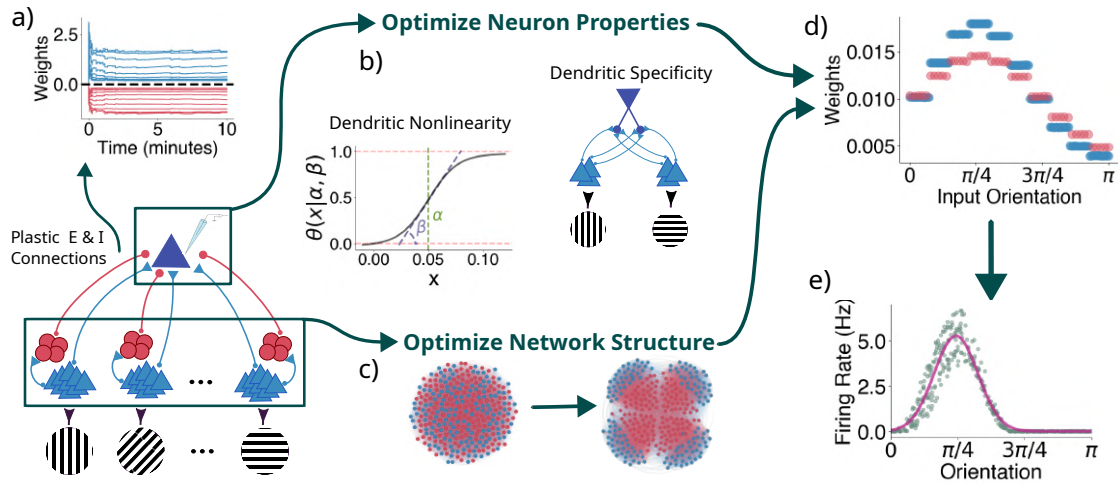 a)
2.5
0.0
Weights
0
5
10
Time (minutes)
Plastic E & I
Connections
...
...
Optimize Neuron Properties
b)
Dendritic Nonlinearity
1.0
0.5
0.0
θ(x|α, β)
α
β
0.00
0.05
0.10
x
Dendritic Specificity
Optimize Network Structure
c)
d)
0.015
0.010
0.005
Weights
0
π/4
3π/4
π
Input Orientation
e)
5.0
2.5
0.0
Firing Rate (Hz)
0
π/4
3π/4
π
Orientation